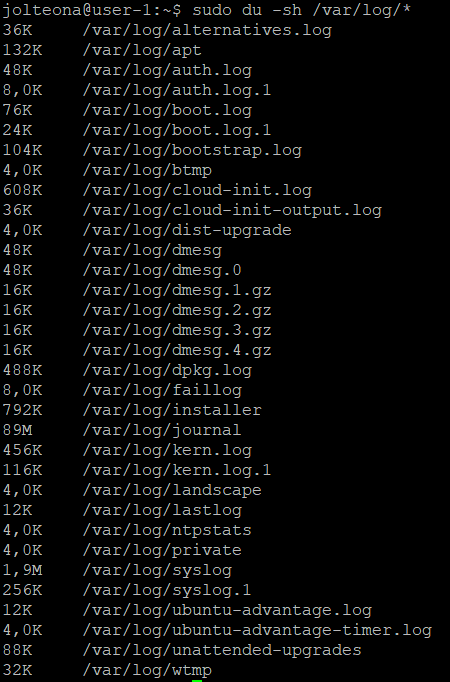 jolteona@user-1:~$ sudo du -sh /var/log/*
36K /var/log/alternatives.log
132K /var/log/apt
48K /var/log/auth.log
8,0K /var/log/auth.log.1
76K /var/log/boot.log
24K /var/log/boot.log.1
104K /var/log/bootstrap.log
4,0K /var/log/btmp
608K /var/log/cloud-init.log
36K /var/log/cloud-init-output.log
4,0K /var/log/dist-upgrade
48K /var/log/dmesg
48K /var/log/dmesg.0
16K /var/log/dmesg.1.gz
16K /var/log/dmesg.2.gz
16K /var/log/dmesg.3.gz
16K /var/log/dmesg.4.gz
488K /var/log/dpkg.log
8,0K /var/log/faillog
792K /var/log/installer
89M /var/log/journal
456K /var/log/kern.log
116K /var/log/kern.log.1
4,0K /var/log/landscape
12K /var/log/lastlog
4,0K /var/log/ntpstats
4,0K /var/log/private
1,9M /var/log/syslog
256K /var/log/syslog.1
12K /var/log/ubuntu-advantage.log
4,0K /var/log/ubuntu-advantage-timer.log
88K /var/log/unattended-upgrades
32K /var/log/wtmp